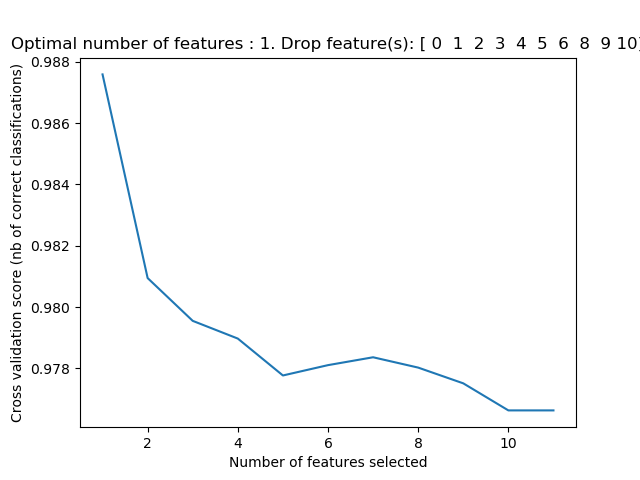 Optimal number of features : 1. Drop feature(s): [ 0 1 2 3 4 5 6 8 9 10]
Cross validation score (nb of correct classifications)
0.988
0.986
0.984
0.982
0.980
0.978
2 4 6 8 10
Number of features selected